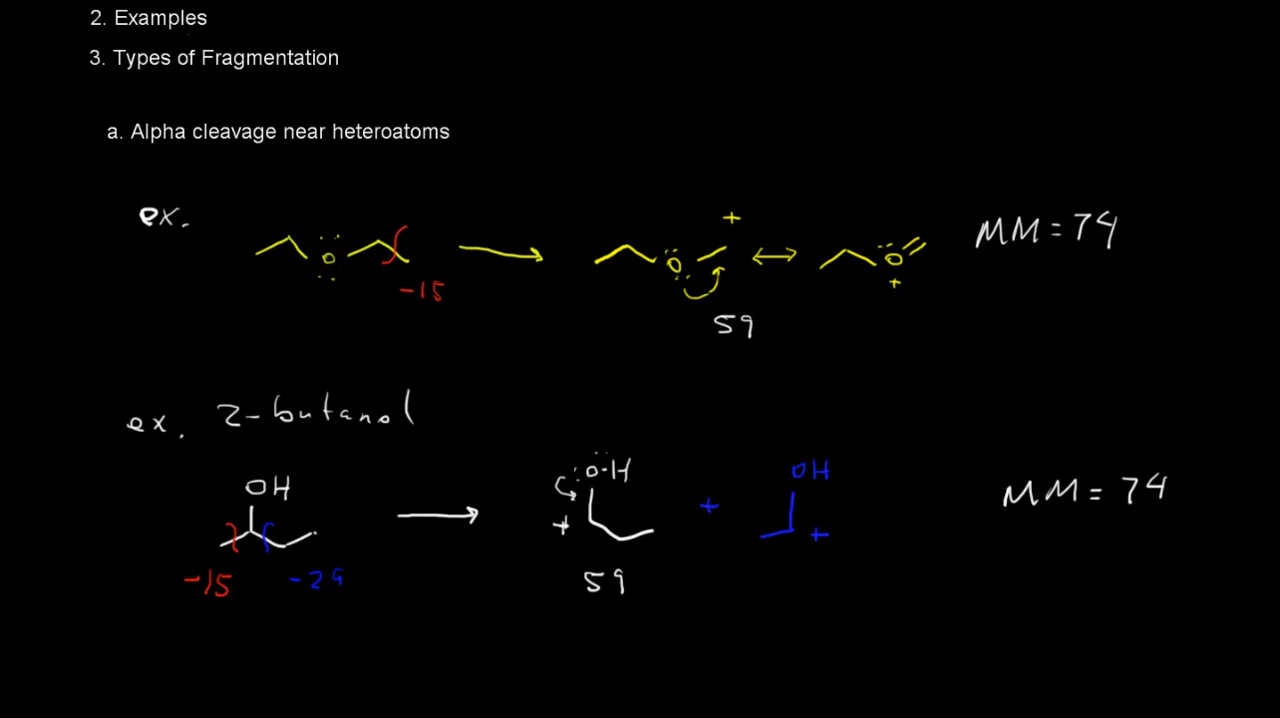 2. Examples
3. Types of Fragmentation
a. Alpha cleavage near heteroatoms
ex.
MM = 74
O
-15
+
O
O
+
59
ex. 2-butanol
OH
-15
-29
O-H
+
59
+
OH
+
MM = 74